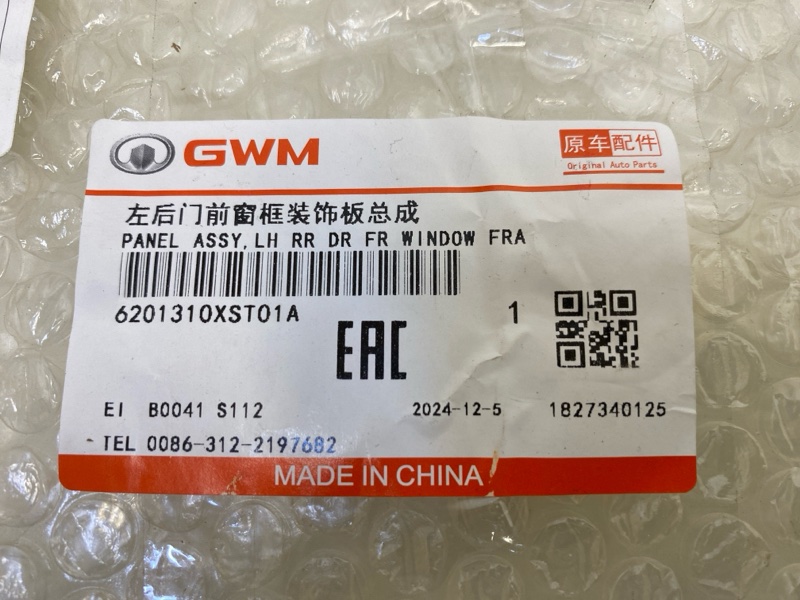 GWM
原车配件
Original Auto Parts
左后门前窗框装饰板总成
PANEL ASSY,LH RR DR FR WINDOW FRA
6201310XST01A
1
EAC
EI B0041 S112
2024-12-5
1827340125
TEL 0086-312-2197682
MADE IN CHINA